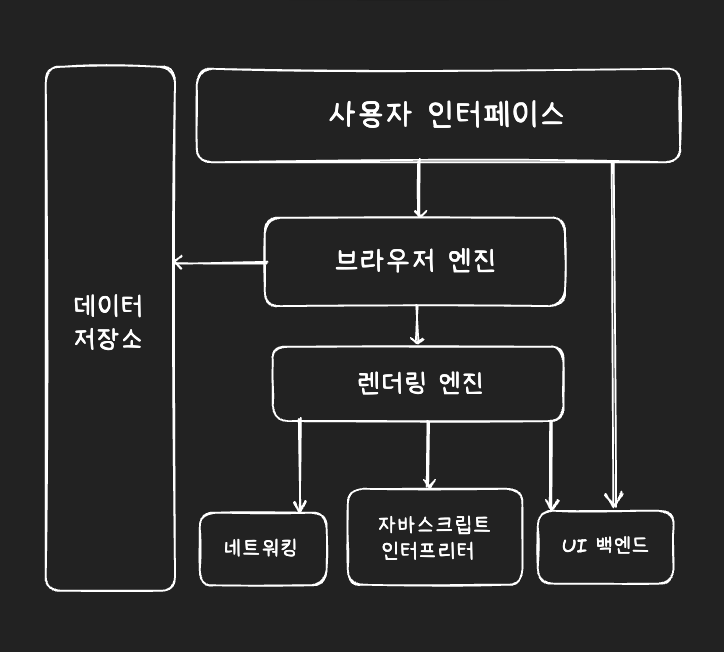 사용자 인터페이스
브라우저 엔진
데이터
저장소
렌더링 엔진
네트워킹
자바스크립트
인터프리터
UI 백엔드